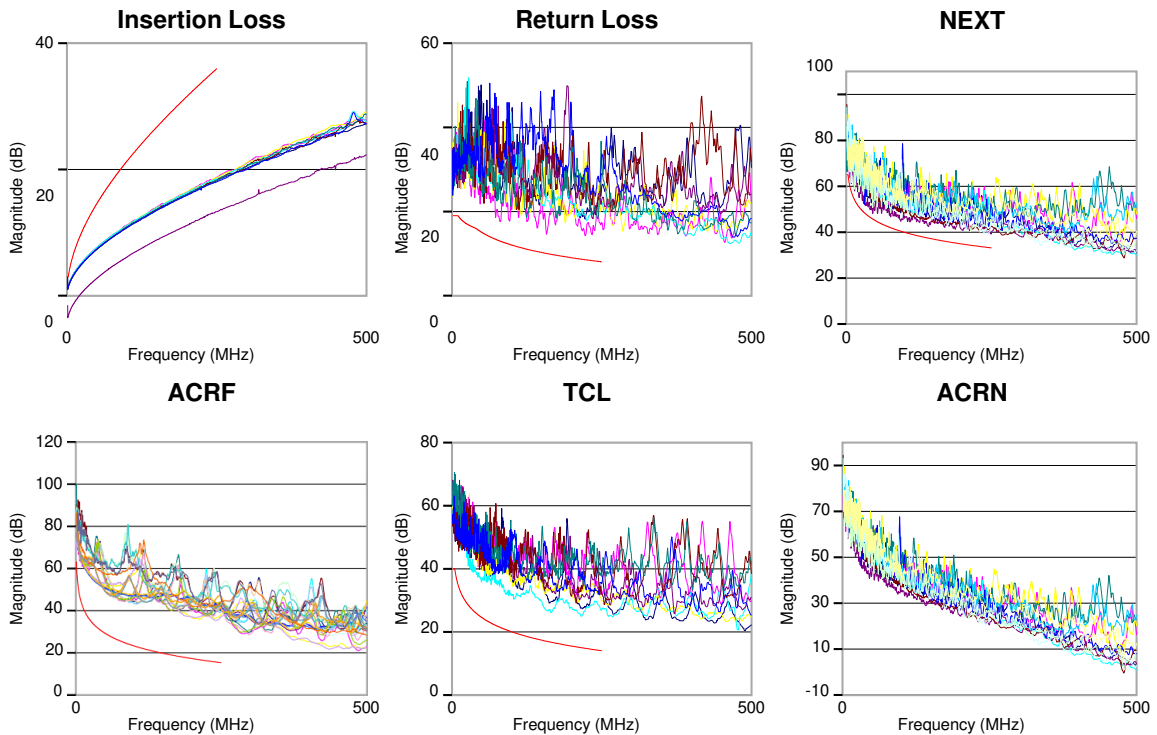 Insertion Loss
40
20
0
Magnitude (dB)
0
500
Frequency (MHz)
Return Loss
60
40
20
0
Magnitude (dB)
0
500
Frequency (MHz)
NEXT
100
80
60
40
20
0
Magnitude (dB)
0
500
Frequency (MHz)
ACRF
120
100
80
60
40
20
0
Magnitude (dB)
0
500
Frequency (MHz)
TCL
80
60
40
20
0
Magnitude (dB)
0
500
Frequency (MHz)
ACRN
90
70
50
30
10
-10
Magnitude (dB)
0
500
Frequency (MHz)